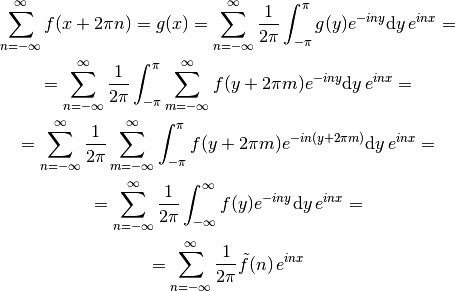 $$\sum_{n=-\infty}^{\infty} f(x+2\pi n) = g(x) = \sum_{n=-\infty}^{\infty} \frac{1}{2\pi} \int_{-\pi}^{\pi} g(y) e^{-iny} \mathrm{d}y\, e^{inx} =$$
$$= \sum_{n=-\infty}^{\infty} \frac{1}{2\pi} \int_{-\pi}^{\pi} \sum_{m=-\infty}^{\infty} f(y+2\pi m) e^{-iny} \mathrm{d}y\, e^{inx} =$$
$$= \sum_{n=-\infty}^{\infty} \frac{1}{2\pi} \sum_{m=-\infty}^{\infty} \int_{-\pi}^{\pi} f(y+2\pi m) e^{-in(y+2\pi m)} \mathrm{d}y\, e^{inx} =$$
$$= \sum_{n=-\infty}^{\infty} \frac{1}{2\pi} \int_{-\infty}^{\infty} f(y) e^{-iny} \mathrm{d}y\, e^{inx} =$$
$$= \sum_{n=-\infty}^{\infty} \frac{1}{2\pi} \tilde{f}(n)\, e^{inx}$$